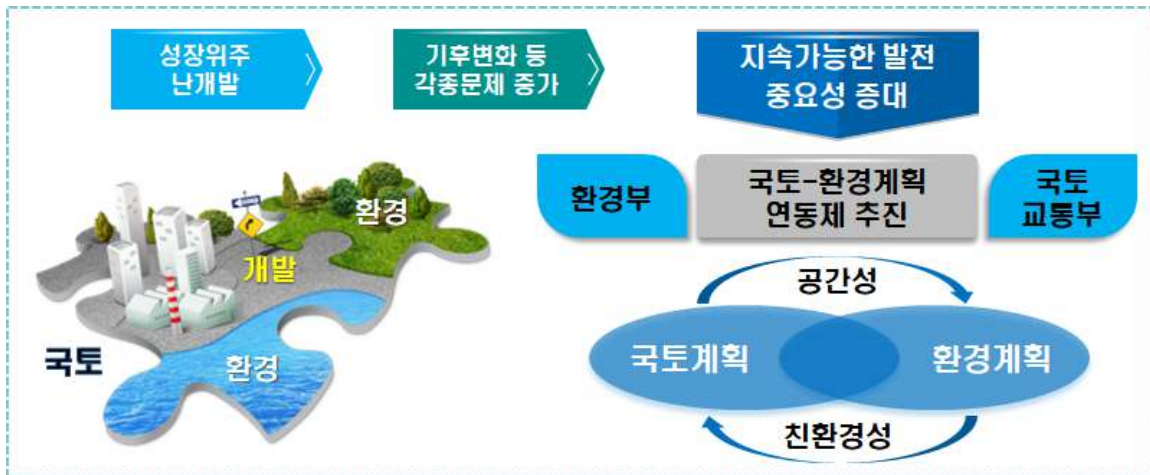 성장위주
난개발
기후변화 등
각종문제 증가
지속가능한 발전
중요성 증대
환경부
국토-환경계획
연동제 추진
국토
교통부
환경
개발
국토
환경
공간성
국토계획
환경계획
친환경성